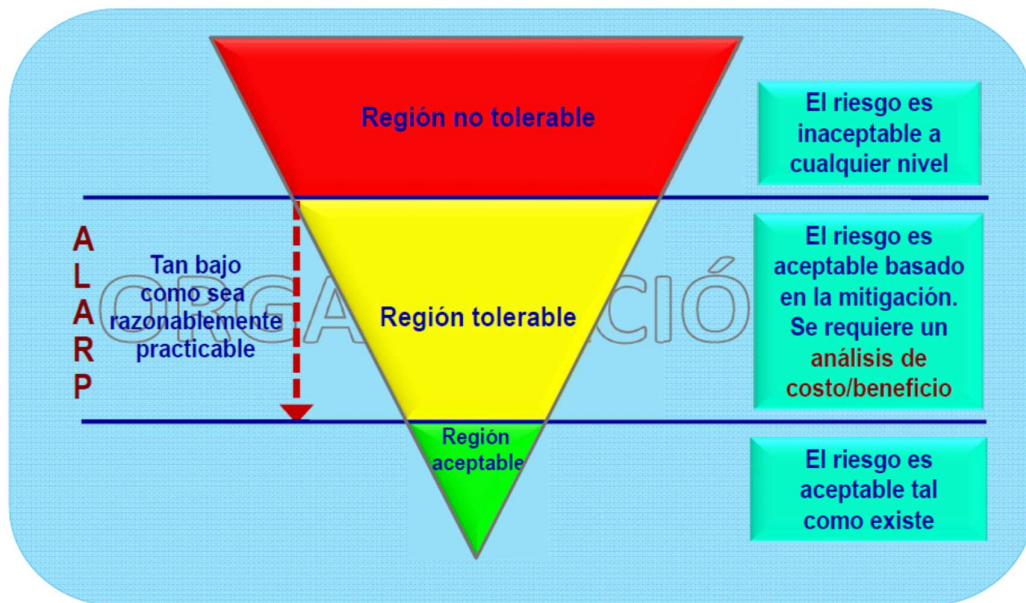 Región no tolerable
El riesgo es
inaceptable a
cualquier nivel
A
L
A
R
P
Tan bajo
como sea
razonablemente
practicable
Región tolerable
El riesgo es
aceptable basado
en la mitigación.
Se requiere un
análisis de
costo/beneficio
Región
aceptable
El riesgo es
aceptable tal
como existe